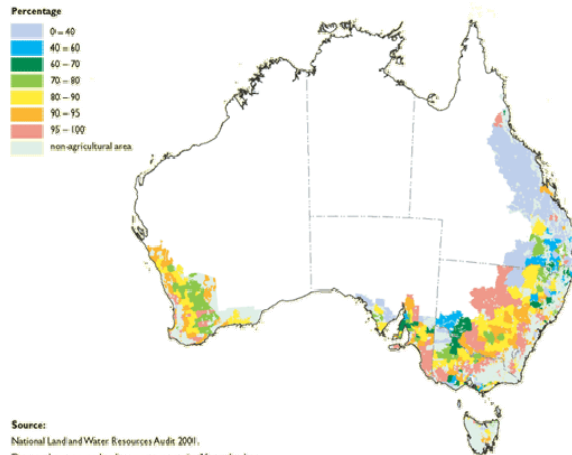 Percentage
0 – 40
40 – 60
60 – 70
70 – 80
80 – 90
90 – 95
95 – 100
non-agricultural area
Source:
National Land and Water Resources Audit 2001.